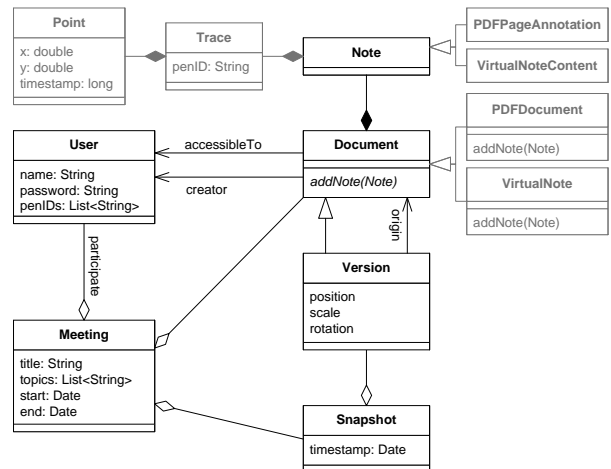 Point
x: double
y: double
timestamp: long
Trace
penID: String
Note
PDFPageAnnotation
VirtualNoteContent
User
name: String
password: String
penIDs: List<String>
accessibleTo
creator
Document
addNote(Note)
PDFDocument
addNote(Note)
VirtualNote
addNote(Note)
participate
origin
Version
position
scale
rotation
Meeting
title: String
topics: List<String>
start: Date
end: Date
Snapshot
timestamp: Date